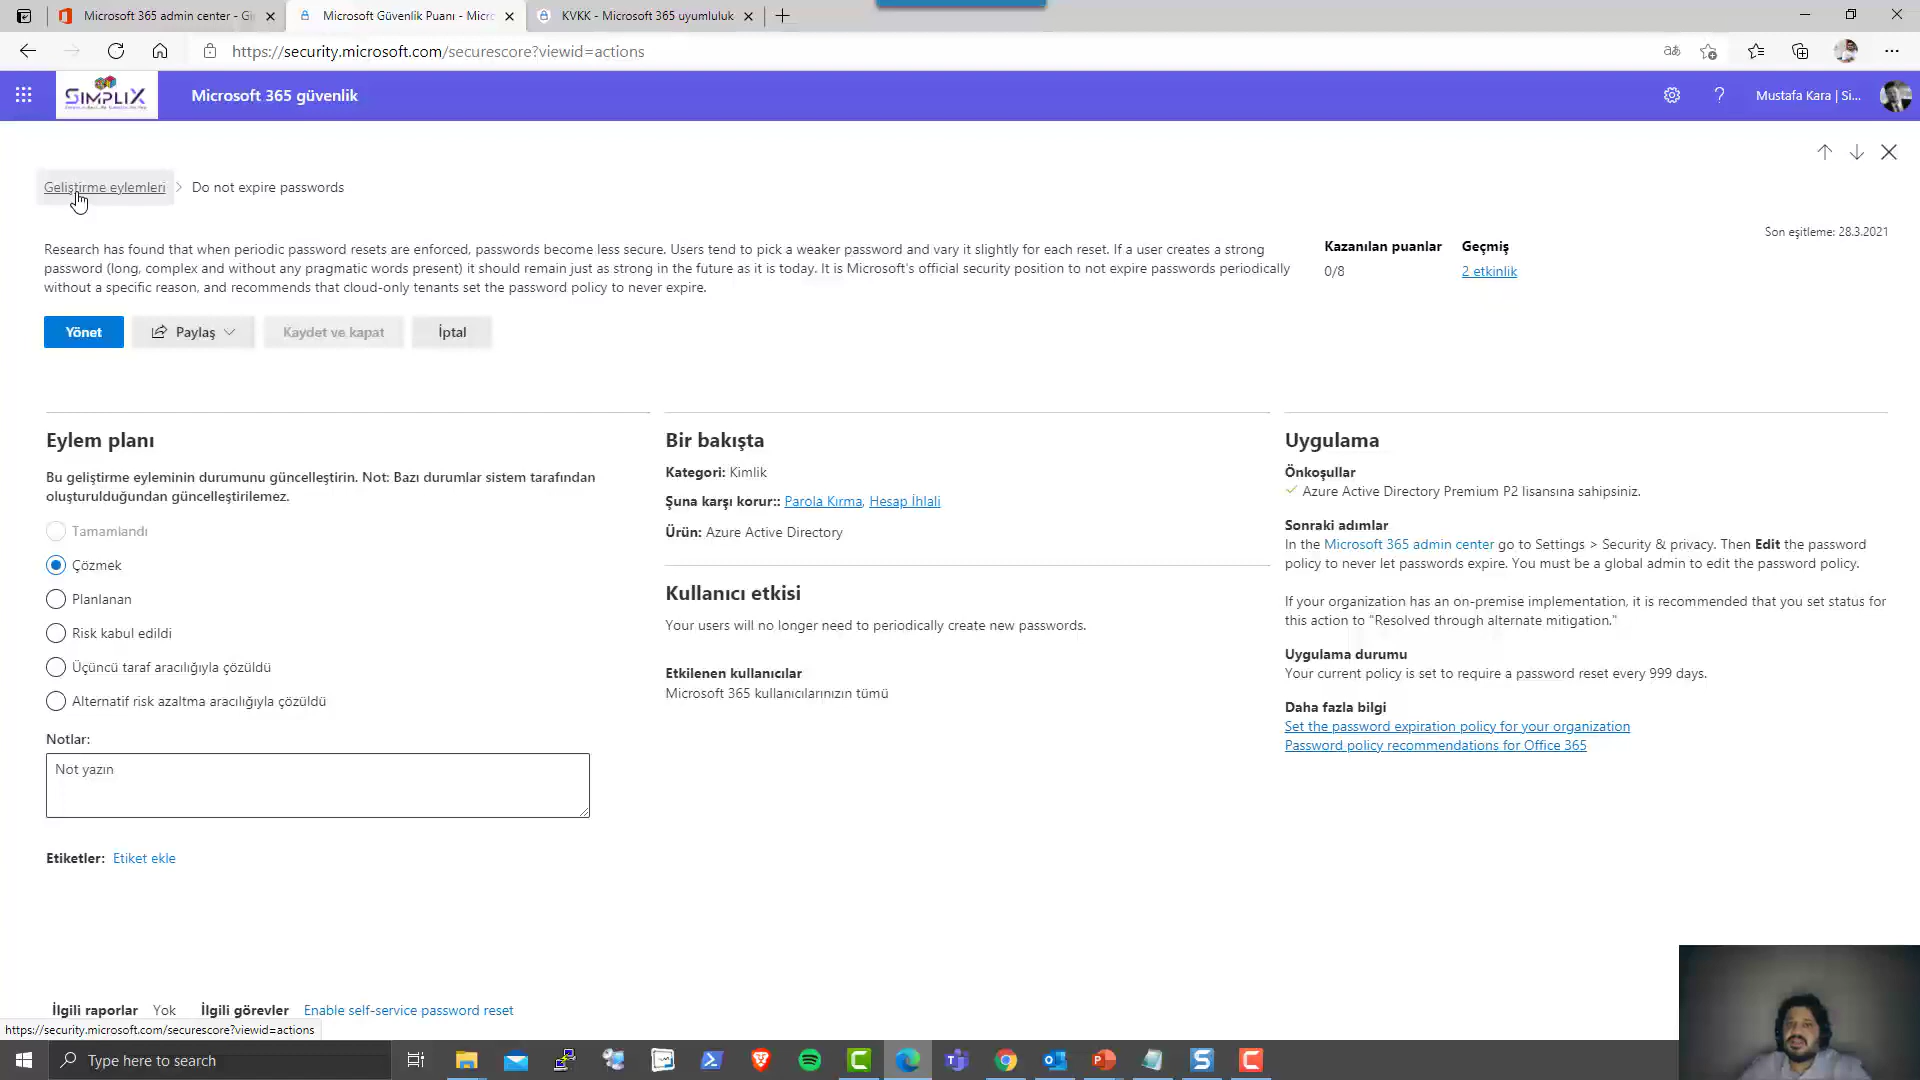 Microsoft 365 admin center - Gi
Microsoft Güvenlik Puanı - Micro
KVKK - Microsoft 365 uyumluluk
https://security.microsoft.com/securescore?viewid=actions
SIMPLIX
Microsoft 365 güvenlik
Mustafa Kara | Si...
Geliştirme eylemleri > Do not expire passwords
Son eşitleme: 28.3.2021
Research has found that when periodic password resets are enforced, passwords become less secure. Users tend to pick a weaker password and vary it slightly for each reset. If a user creates a strong
password (long, complex and without any pragmatic words present) it should remain just as strong in the future as it is today. It is Microsoft's official security position to not expire passwords periodically
without a specific reason, and recommends that cloud-only tenants set the password policy to never expire.
Kazanılan puanlar
0/8
Geçmiş
2 etkinlik
Yönet
Paylaş
Kaydet ve kapat
İptal
Eylem planı
Bu geliştirme eyleminin durumunu güncelleştirin. Not: Bazı durumlar sistem tarafından
oluşturulduğundan güncelleştirilemez.
Tamamlandı
Çözmek
Planlanan
Risk kabul edildi
Üçüncü taraf aracılığıyla çözüldü
Alternatif risk azaltma aracılığıyla çözüldü
Notlar:
Not yazın
Etiketler: Etiket ekle
Bir bakışta
Kategori: Kimlik
Şuna karşı korur:: Parola Kırma, Hesap İhlali
Ürün: Azure Active Directory
Kullanıcı etkisi
Your users will no longer need to periodically create new passwords.
Etkilenen kullanıcılar
Microsoft 365 kullanıcılarınızın tümü
Uygulama
Önkoşullar
Azure Active Directory Premium P2 lisansına sahipsiniz.
Sonraki adımlar
In the Microsoft 365 admin center go to Settings > Security & privacy. Then Edit the password
policy to never let passwords expire. You must be a global admin to edit the password policy.
If your organization has an on-premise implementation, it is recommended that you set status for
this action to "Resolved through alternate mitigation."
Uygulama durumu
Your current policy is set to require a password reset every 999 days.
Daha fazla bilgi
Set the password expiration policy for your organization
Password policy recommendations for Office 365
İlgili raporlar Yok İlgili görevler Enable self-service password reset
https://security.microsoft.com/securescore?viewid=actions
Type here to search